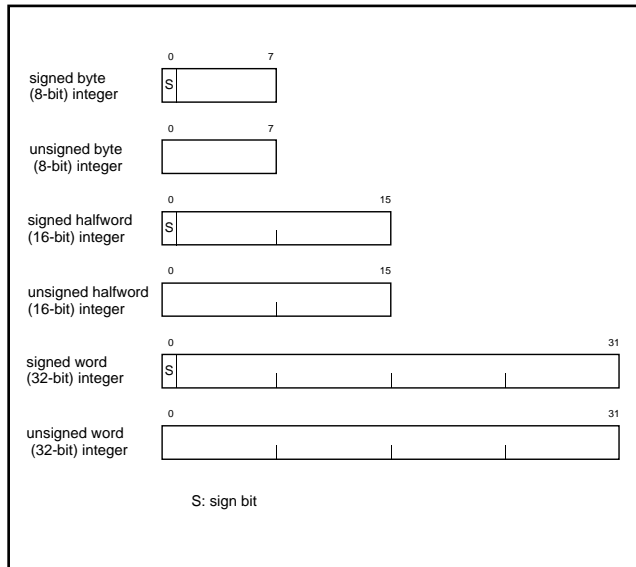 0 7
signed byte
(8-bit) integer
S
0 7
unsigned byte
(8-bit) integer
0 15
signed halfword
(16-bit) integer
S
0 15
unsigned halfword
(16-bit) integer
0 31
signed word
(32-bit) integer
S
0 31
unsigned word
(32-bit) integer
S: sign bit